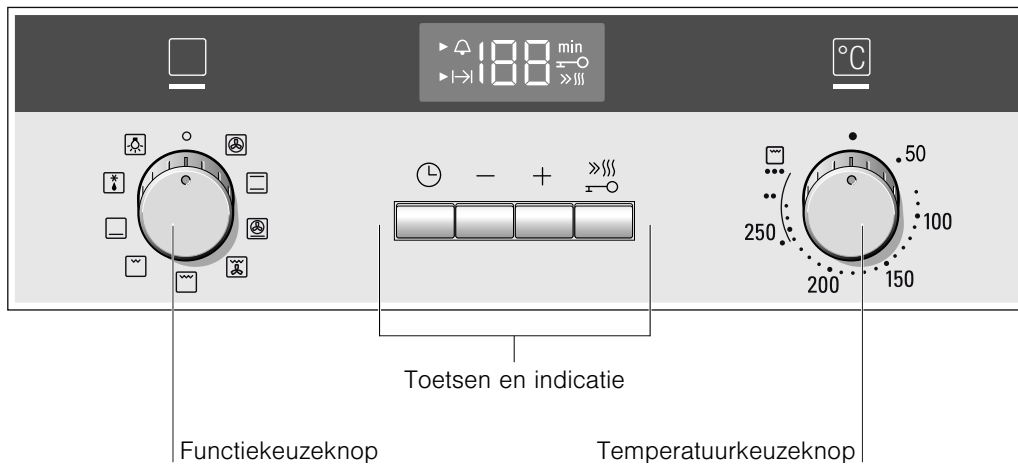 188 min
°C
50
100
150
200
250
− +
Toetsen en indicatie
Functiekeuzeknop
Temperatuurkeuzeknop